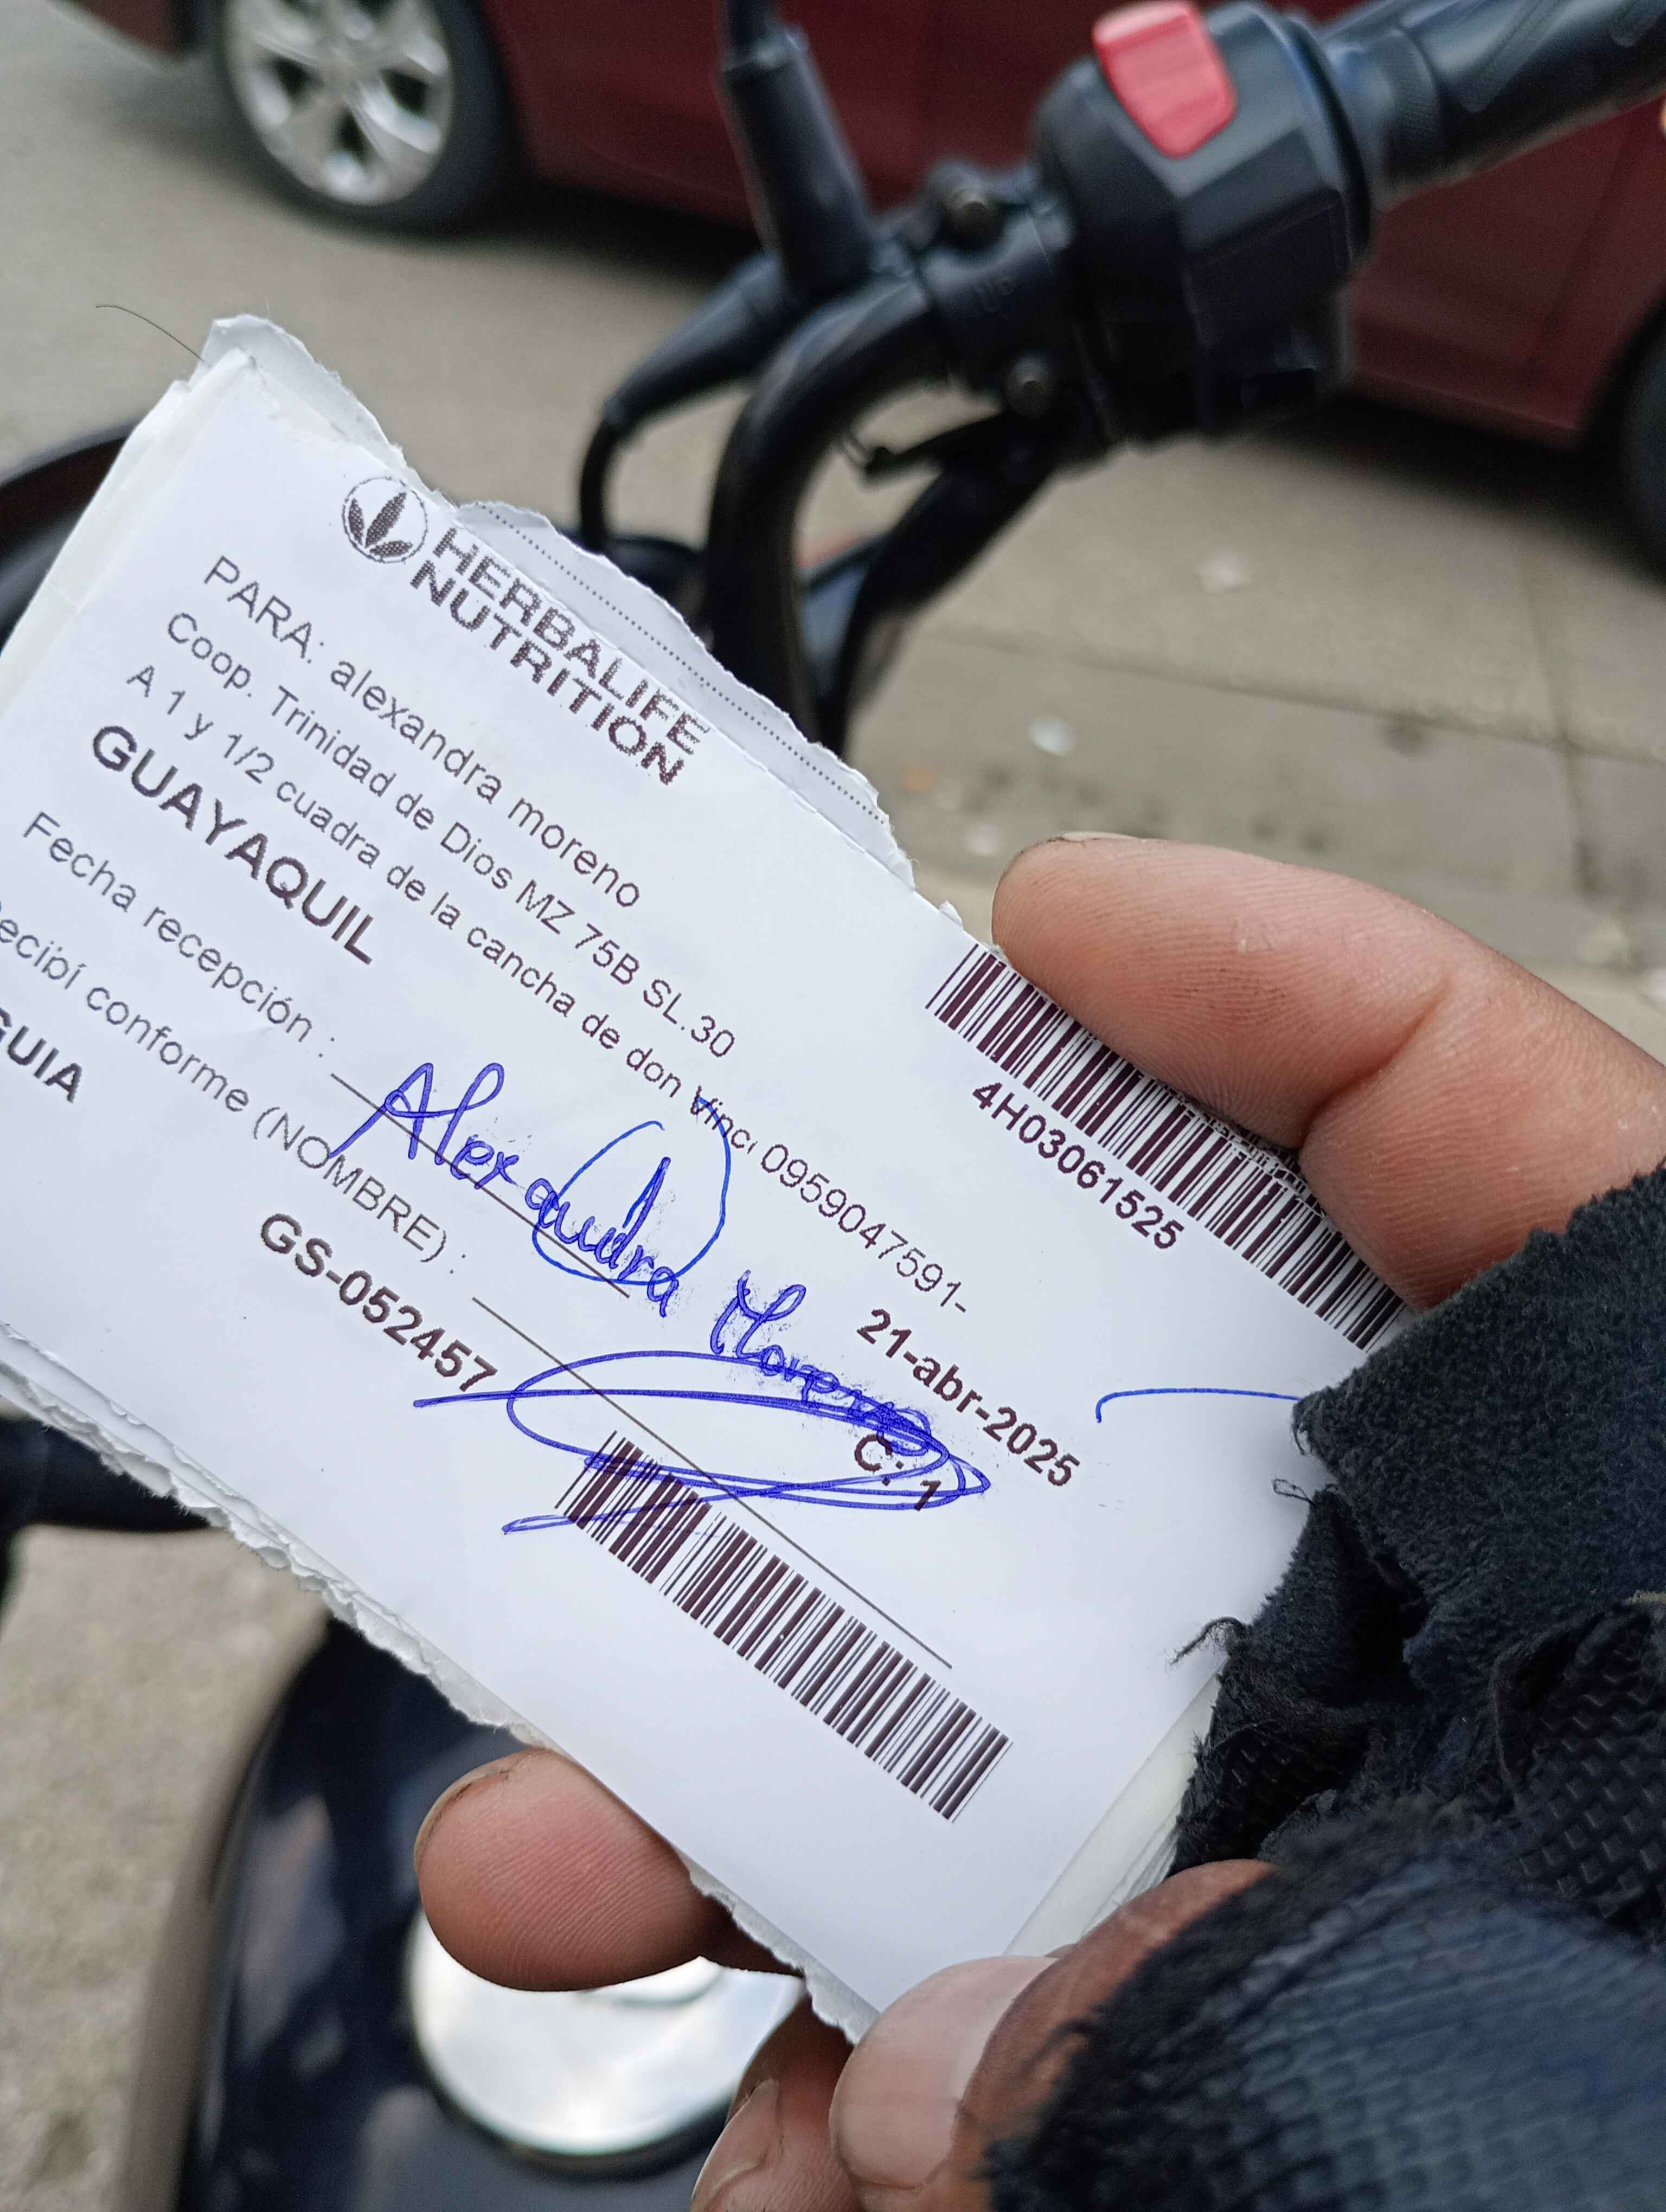 HERBALIFE
NUTRITION
PARA: alexandra moreno
Coop. Trinidad de Dios MZ 75B SL.30
A 1 y 1/2 cuadra de la cancha de don Vinci 0959047591-
GUAYAQUIL
4H03061525
21-abr-2025
Fecha recepción :
Alexandra Moreno
C. 1
ecibí conforme (NOMBRE) :
GUIA
GS-052457